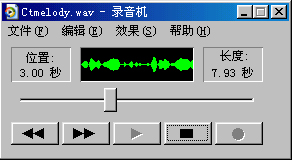 Ctmelody.wav - 录音机
文件(F) 编辑(E) 效果(S) 帮助(H)
位置:
3.00 秒
长度:
7.93 秒